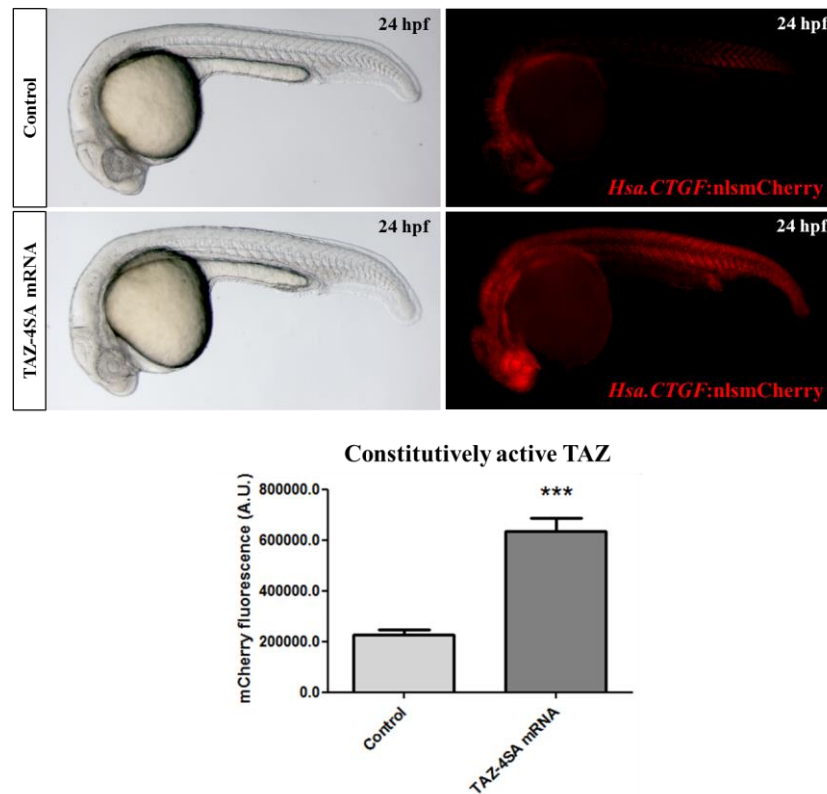 Control
24 hpf
24 hpf
Hsa.CTGF:nlsmCherry
TAZ-4SA mRNA
24 hpf
24 hpf
Hsa.CTGF:nlsmCherry
Constitutively active TAZ
mCherry fluorescence (A.U.)
800000.0
600000.0
400000.0
200000.0
0.0
***
Control
TAZ-4SA mRNA